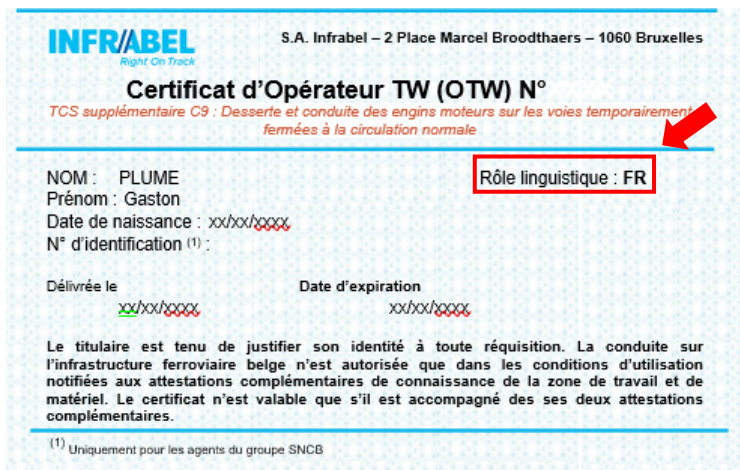 INFRABEL
Right On Track
S.A. Infrabel – 2 Place Marcel Broodthaers – 1060 Bruxelles
Certificat d’Opérateur TW (OTW) N°
TCS supplémentaire C9 : Desserte et conduite des engins moteurs sur les voies temporairement
fermées à la circulation normale
NOM : PLUME
Rôle linguistique : FR
Prénom : Gaston
Date de naissance : xx/xx/xxxx
N° d’identification (1) :
Délivrée le
Date d’expiration
xx/xx/xxxx
xx/xx/xxxx
Le titulaire est tenu de justifier son identité à toute réquisition. La conduite sur
l’infrastructure ferroviaire belge n’est autorisée que dans les conditions d’utilisation
notifiées aux attestations complémentaires de connaissance de la zone de travail et de
matériel. Le certificat n’est valable que s’il est accompagné des ses deux attestations
complémentaires.
(1) Uniquement pour les agents du groupe SNCB